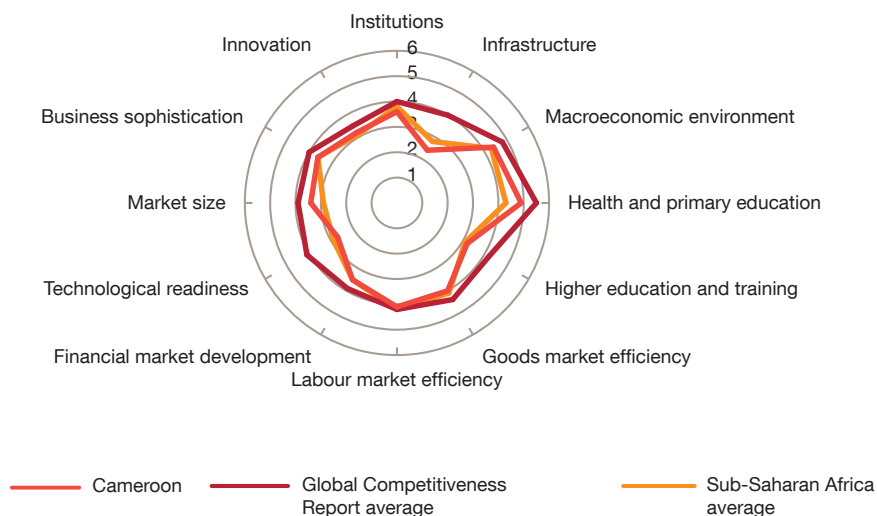 Institutions
Innovation
Infrastructure
6
5
4
3
2
1
Business sophistication
Macroeconomic environment
Market size
Health and primary education
Technological readiness
Higher education and training
Financial market development
Goods market efficiency
Labour market efficiency
Cameroon
Global Competitiveness
Report average
Sub-Saharan Africa
average